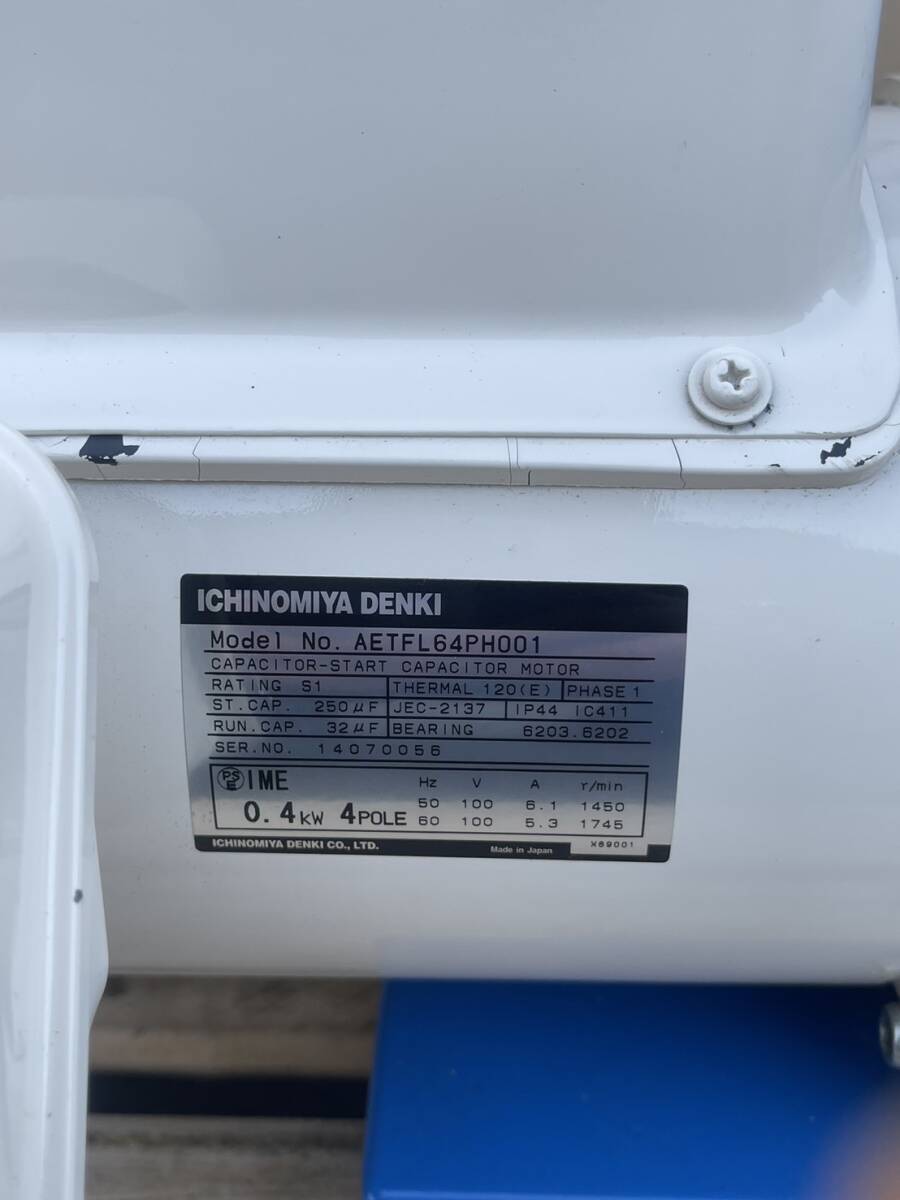 ICHINOMIYA DENKI
Model No. AETFL64PH001
CAPACITOR-START CAPACITOR MOTOR
RATING S1 THERMAL 120(E) PHASE 1
ST.CAP. 250μF JEC-2137 IP44 IC411
RUN.CAP. 32μF BEARING 6203.6202
SER.NO. 14070056
PSE IME Hz V A r/min
0.4kW 4POLE 50 100 6.1 1450
60 100 5.3 1745
ICHINOMIYA DENKI CO., LTD. Made in Japan X69001